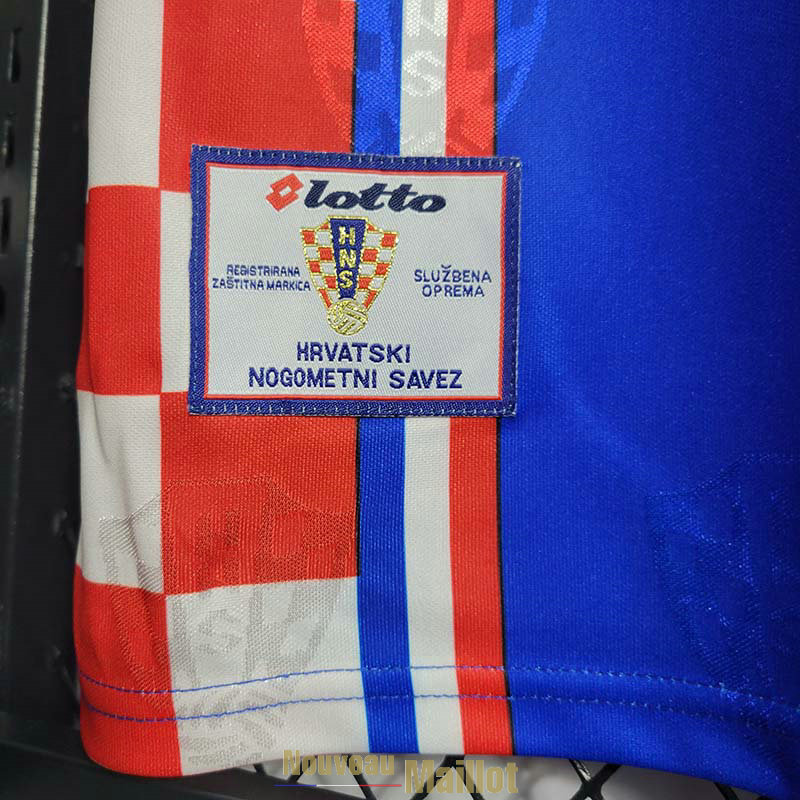 lotto
HNS
REGISTRIRANA
ZAŠTITNA MARKICA
SLUŽBENA
OPREMA
HRVATSKI
NOGOMETNI SAVEZ
Nouveau Maillot